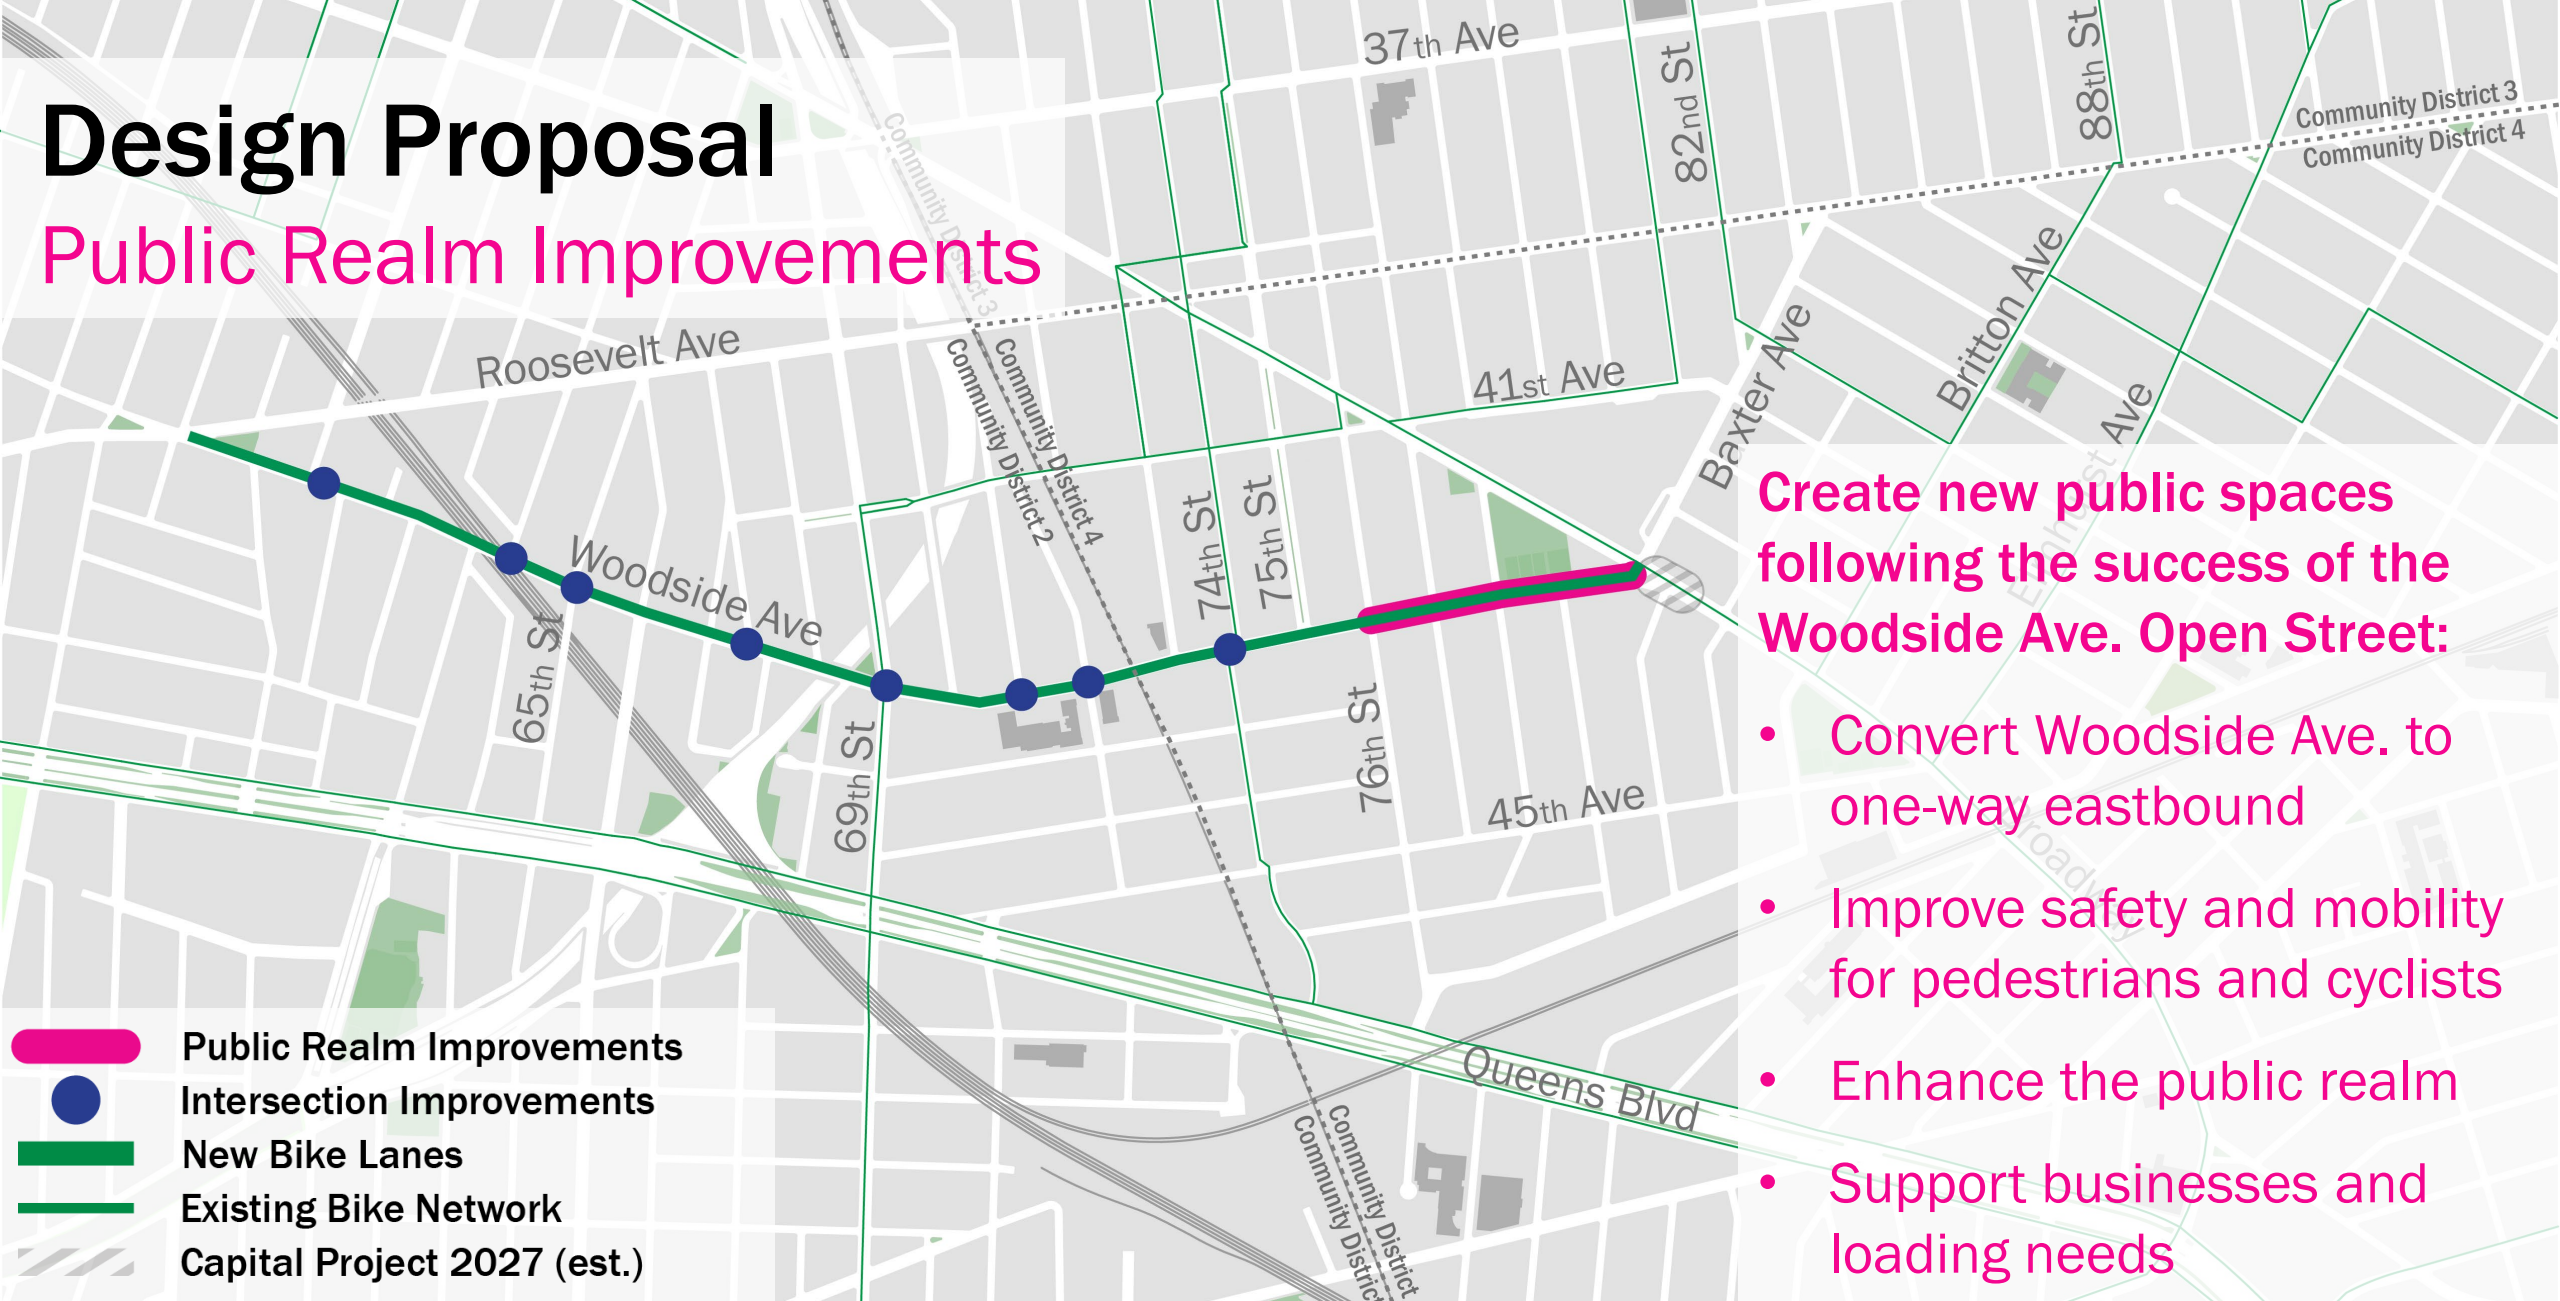 Design Proposal
Public Realm Improvements
37th Ave
82nd St
88th St
Community District 3
Community District 4
Community District 3
Roosevelt Ave
Community District 2
Community District 4
41st Ave
Baxter Ave
Britton Ave
Elmhurst Ave
Woodside Ave
65th St
69th St
74th St
75th St
76th St
45th Ave
Broadway
Queens Blvd
Community District
Community District
Create new public spaces
following the success of the
Woodside Ave. Open Street:
• Convert Woodside Ave. to
one-way eastbound
• Improve safety and mobility
for pedestrians and cyclists
• Enhance the public realm
• Support businesses and
loading needs
Public Realm Improvements
Intersection Improvements
New Bike Lanes
Existing Bike Network
Capital Project 2027 (est.)